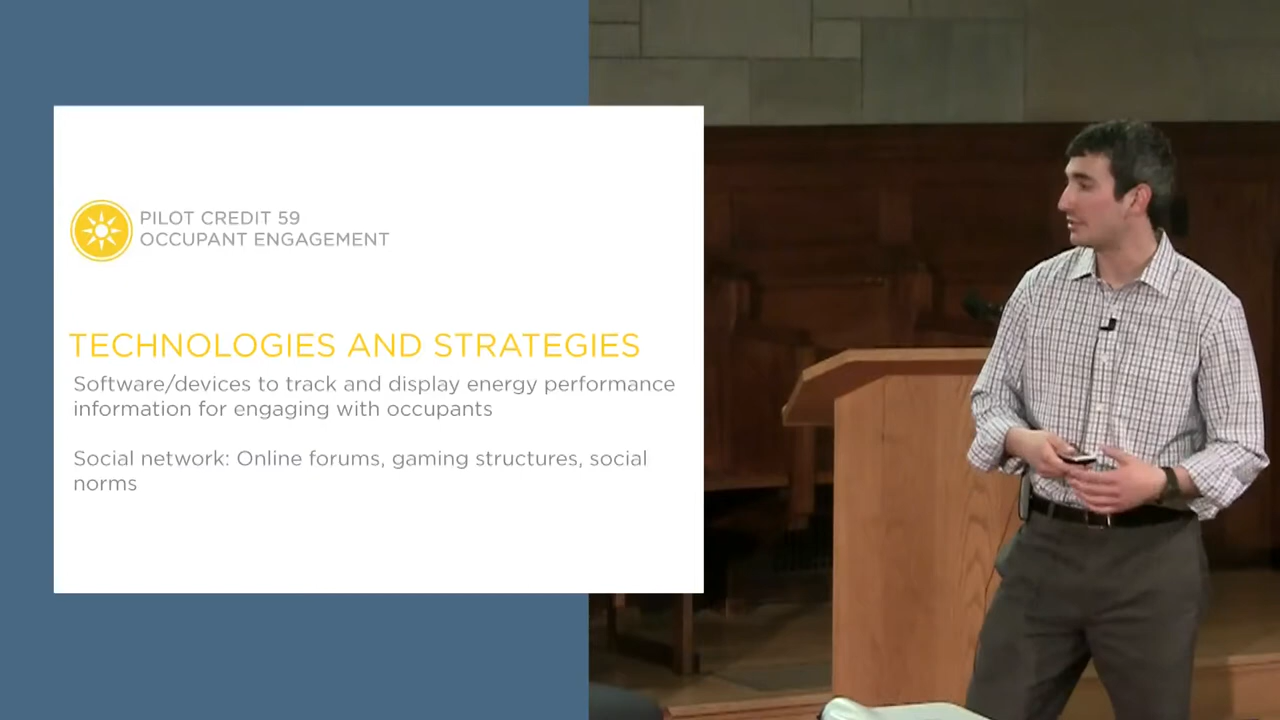 PILOT CREDIT 59
OCCUPANT ENGAGEMENT
TECHNOLOGIES AND STRATEGIES
Software/devices to track and display energy performance
information for engaging with occupants
Social network: Online forums, gaming structures, social
norms